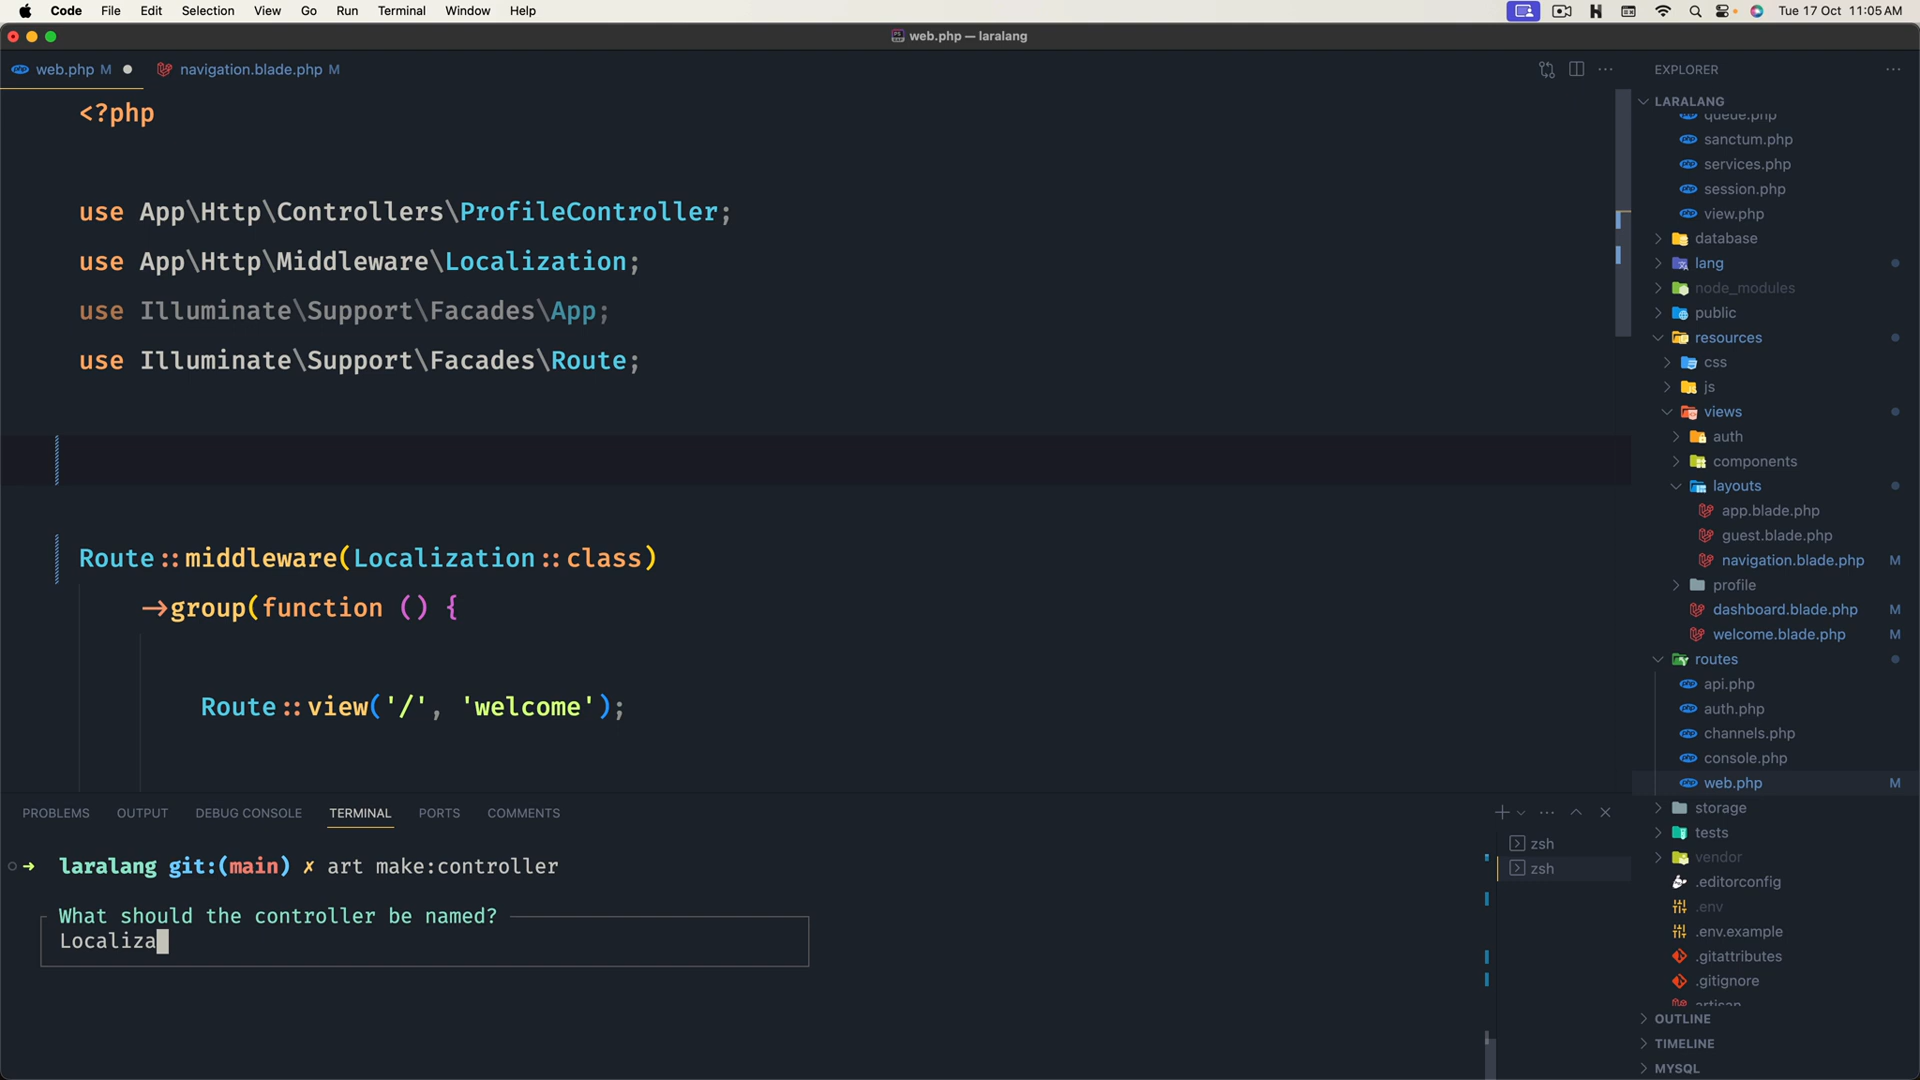 Code File Edit Selection View Go Run Terminal Window Help Tue 17 Oct 11:05 AM
web.php — laralang
web.php M navigation.blade.php M
<?php
use App\Http\Controllers\ProfileController;
use App\Http\Middleware\Localization;
use Illuminate\Support\Facades\App;
use Illuminate\Support\Facades\Route;
Route::middleware(Localization::class)
->group(function () {
Route::view('/', 'welcome');
PROBLEMS OUTPUT DEBUG CONSOLE TERMINAL PORTS COMMENTS
laralang git:(main) ✗ art make:controller
What should the controller be named?
Localiza
zsh
zsh
EXPLORER
LARALANG
queue.php
sanctum.php
services.php
session.php
view.php
database
lang
node_modules
public
resources
css
js
views
auth
components
layouts
app.blade.php
guest.blade.php
navigation.blade.php M
profile
dashboard.blade.php M
welcome.blade.php M
routes
api.php
auth.php
channels.php
console.php
web.php M
storage
tests
vendor
.editorconfig
.env
.env.example
.gitattributes
.gitignore
artisan
OUTLINE
TIMELINE
MYSQL